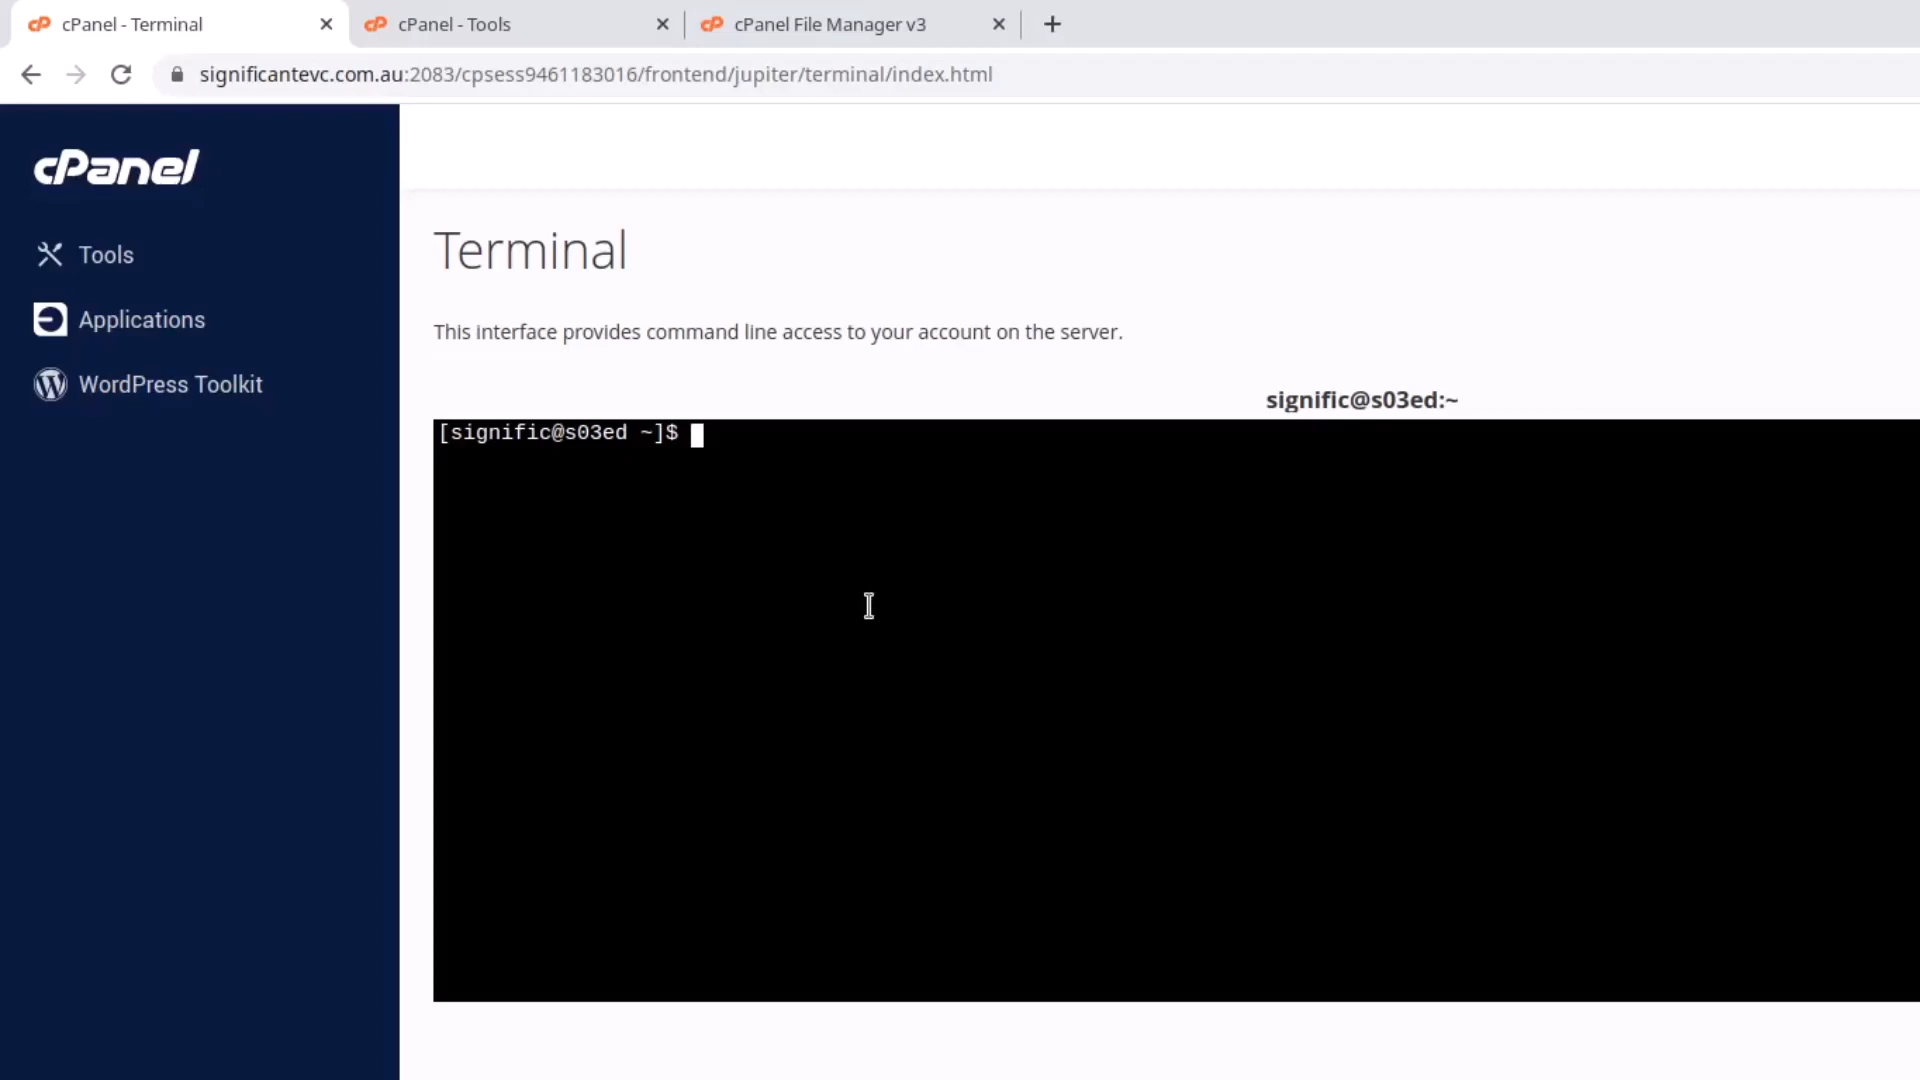 cPanel - Terminal
cPanel - Tools
cPanel File Manager v3
significantevc.com.au:2083/cpsess9461183016/frontend/jupiter/terminal/index.html
cPanel
Tools
Applications
WordPress Toolkit
Terminal
This interface provides command line access to your account on the server.
signific@s03ed:~
[signific@s03ed ~]$